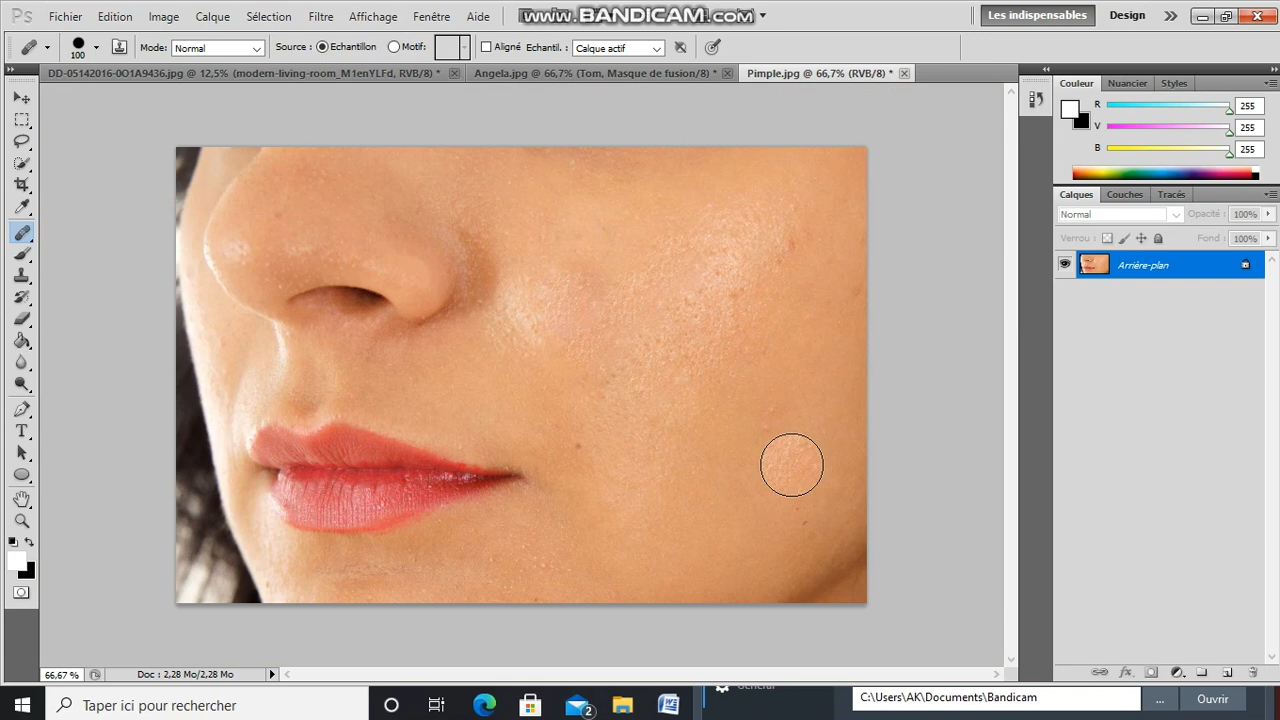 Ps Fichier Edition Image Calque Sélection Filtre Affichage Fenêtre Aide www.BANDICAM.com Les indispensables Design
100 Mode: Normal Source : Echantillon Motif: Aligné Echantil. : Calque actif
DD-05142016-0O1A9436.jpg @ 12,5% (modern-living-room_M1enYLFd, RVB/8) *
Angela.jpg @ 66,7% (Tom, Masque de fusion/8) *
Pimple.jpg @ 66,7% (RVB/8) *
Couleur Nuancier Styles
R 255
V 255
B 255
Calques Couches Tracés
Normal Opacité : 100%
Verrou : Fond : 100%
Arrière-plan
66,67 % Doc : 2,28 Mo/2,28 Mo
Taper ici pour rechercher
2
C:\Users\AK\Documents\Bandicam ... Ouvrir